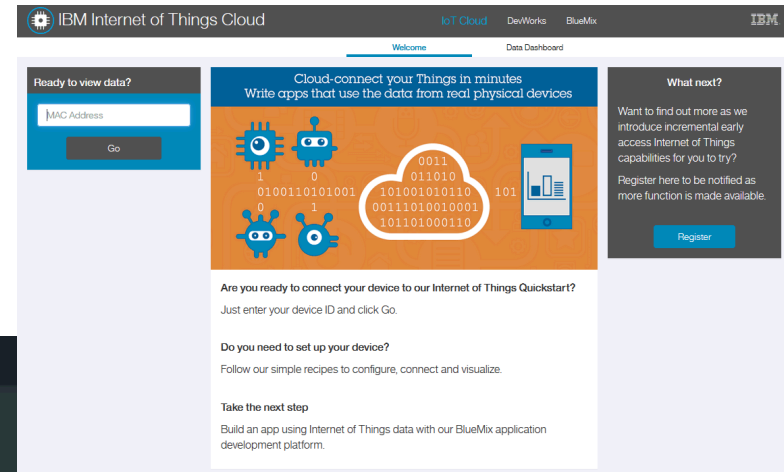 IBM Internet of Things Cloud
IoT Cloud
DevWorks
BlueMix
IBM
Welcome
Data Dashboard
Ready to view data?
MAC Address
Go
Cloud-connect your Things in minutes
Write apps that use the data from real physical devices
0011
1 0
011010
0100110101001
101001010110
101
0 1
00111010010001
101101000110
Are you ready to connect your device to our Internet of Things Quickstart?
Just enter your device ID and click Go.
Do you need to set up your device?
Follow our simple recipes to configure, connect and visualize.
Take the next step
Build an app using Internet of Things data with our BlueMix application
development platform.
What next?
Want to find out more as we
introduce incremental early
access Internet of Things
capabilities for you to try?
Register here to be notified as
more function is made available.
Register